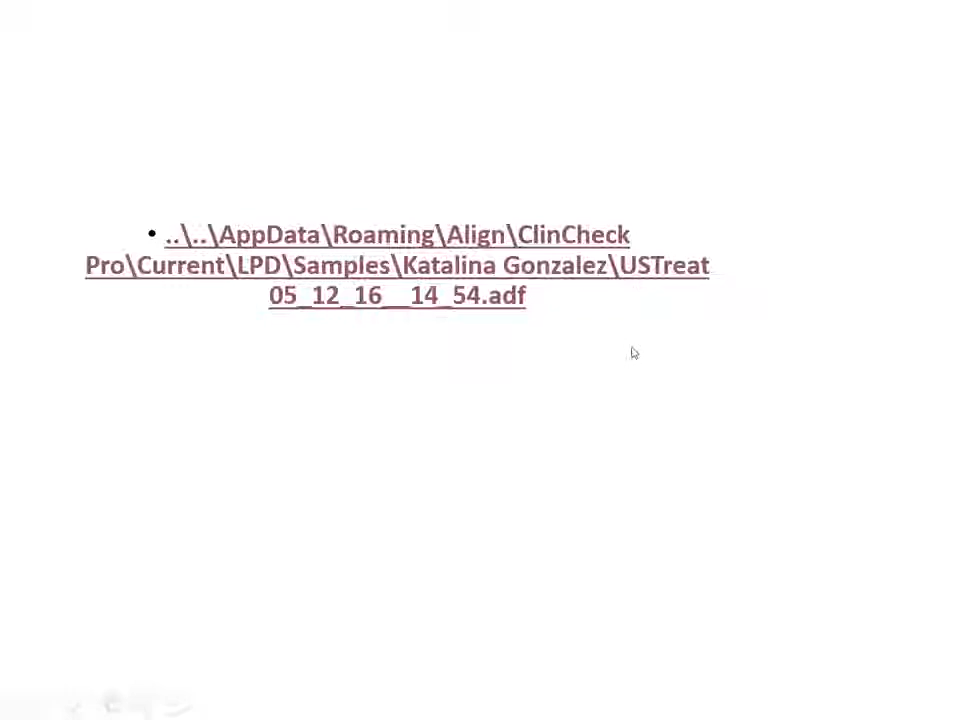 • ..\..\AppData\Roaming\Align\ClinCheck
Pro\Current\LPD\Samples\Katalina Gonzalez\USTreat
05_12_16__14_54.adf